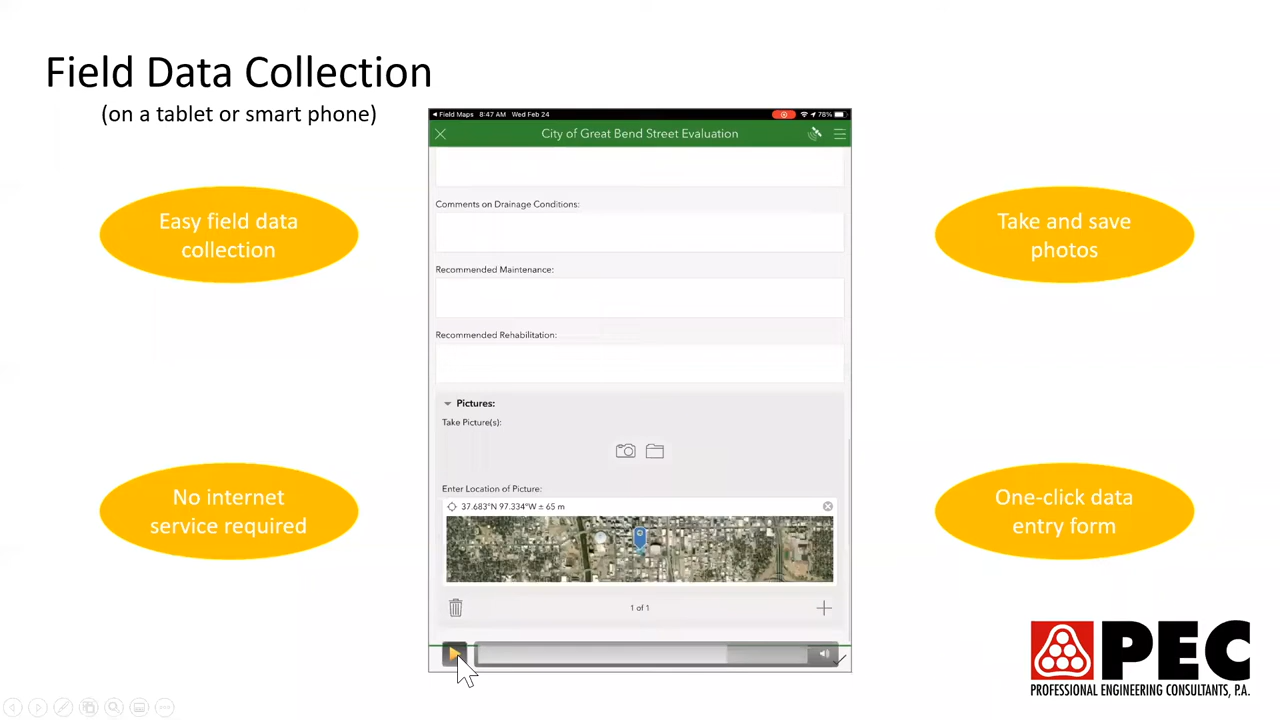 Field Data Collection
(on a tablet or smart phone)
Field Maps 8:47 AM Wed Feb 24
78%
City of Great Bend Street Evaluation
Comments on Drainage Conditions:
Recommended Maintenance:
Recommended Rehabilitation:
Pictures:
Take Picture(s):
Enter Location of Picture:
37.683°N 97.334°W ± 65 m
1 of 1
Easy field data
collection
No internet
service required
Take and save
photos
One-click data
entry form
PEC
PROFESSIONAL ENGINEERING CONSULTANTS, P.A.